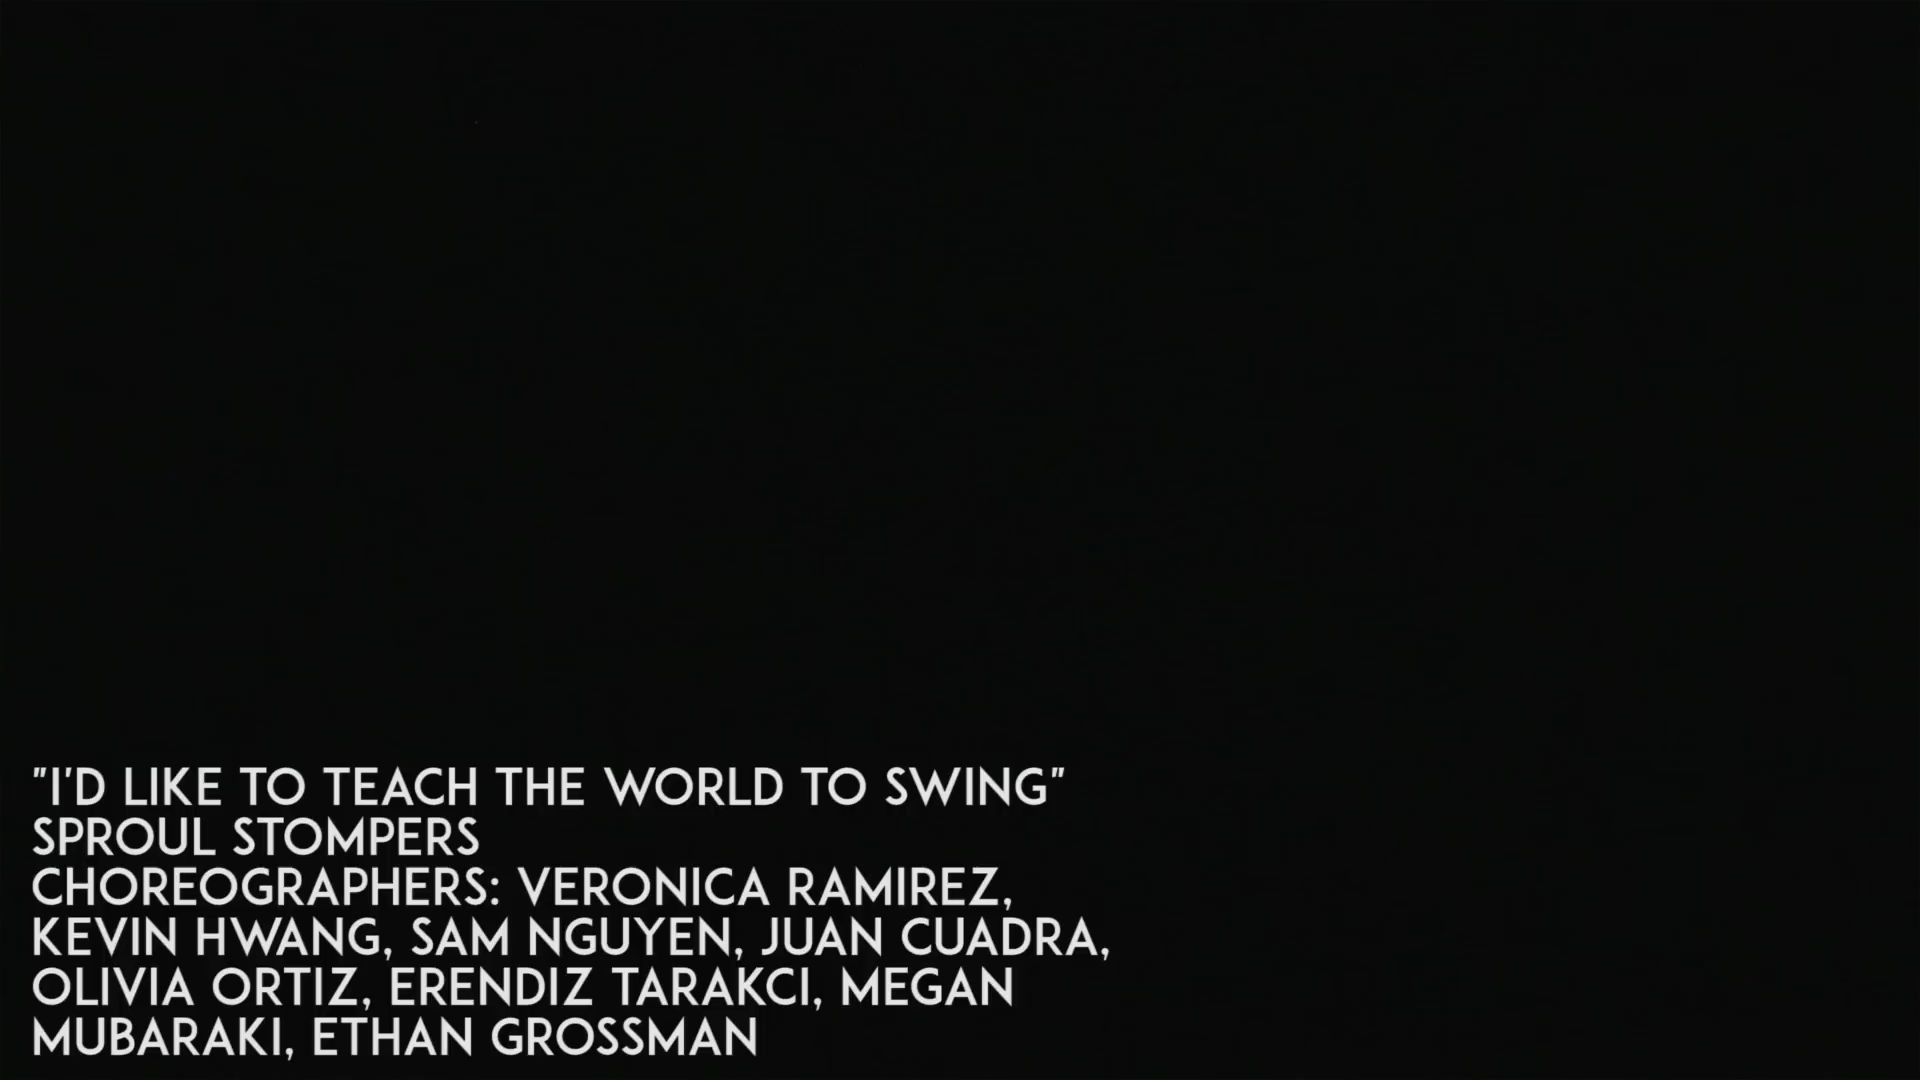 "I'D LIKE TO TEACH THE WORLD TO SWING"
SPROUL STOMPERS
CHOREOGRAPHERS: VERONICA RAMIREZ,
KEVIN HWANG, SAM NGUYEN, JUAN CUADRA,
OLIVIA ORTIZ, ERENDIZ TARAKCI, MEGAN
MUBARAKI, ETHAN GROSSMAN